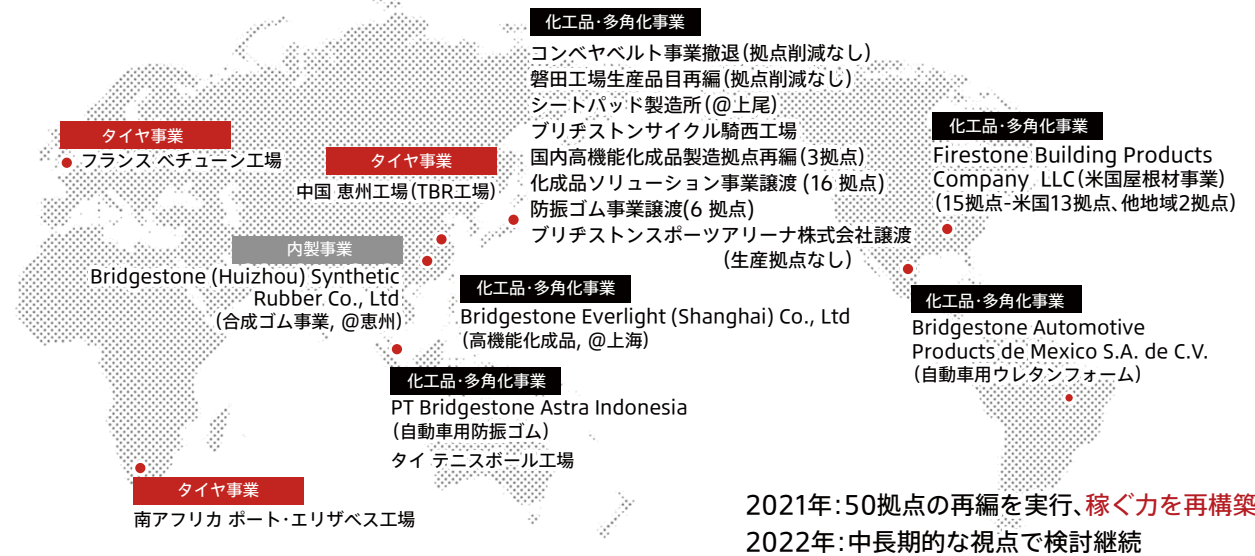 タイヤ事業
フランス ベチューン工場
タイヤ事業
中国 恵州工場(TBR工場)
内製事業
Bridgestone (Huizhou) Synthetic
Rubber Co., Ltd
(合成ゴム事業, @恵州)
化工品･多角化事業
コンベヤベルト事業撤退(拠点削減なし)
磐田工場生産品目再編(拠点削減なし)
シートパッド製造所(@上尾)
ブリヂストンサイクル騎西工場
国内高機能化成品製造拠点再編(3拠点)
化成品ソリューション事業譲渡 (16 拠点)
防振ゴム事業譲渡(6 拠点)
ブリヂストンスポーツアリーナ株式会社譲渡
(生産拠点なし)
化工品･多角化事業
Firestone Building Products
Company LLC(米国屋根材事業)
(15拠点-米国13拠点、他地域2拠点)
化工品･多角化事業
Bridgestone Everlight (Shanghai) Co., Ltd
(高機能化成品, @上海)
化工品･多角化事業
Bridgestone Automotive
Products de Mexico S.A. de C.V.
(自動車用ウレタンフォーム)
化工品･多角化事業
PT Bridgestone Astra Indonesia
(自動車用防振ゴム)
タイ テニスボール工場
タイヤ事業
南アフリカ ポート･エリザベス工場
2021年:50拠点の再編を実行、稼ぐ力を再構築
2022年:中長期的な視点で検討継続